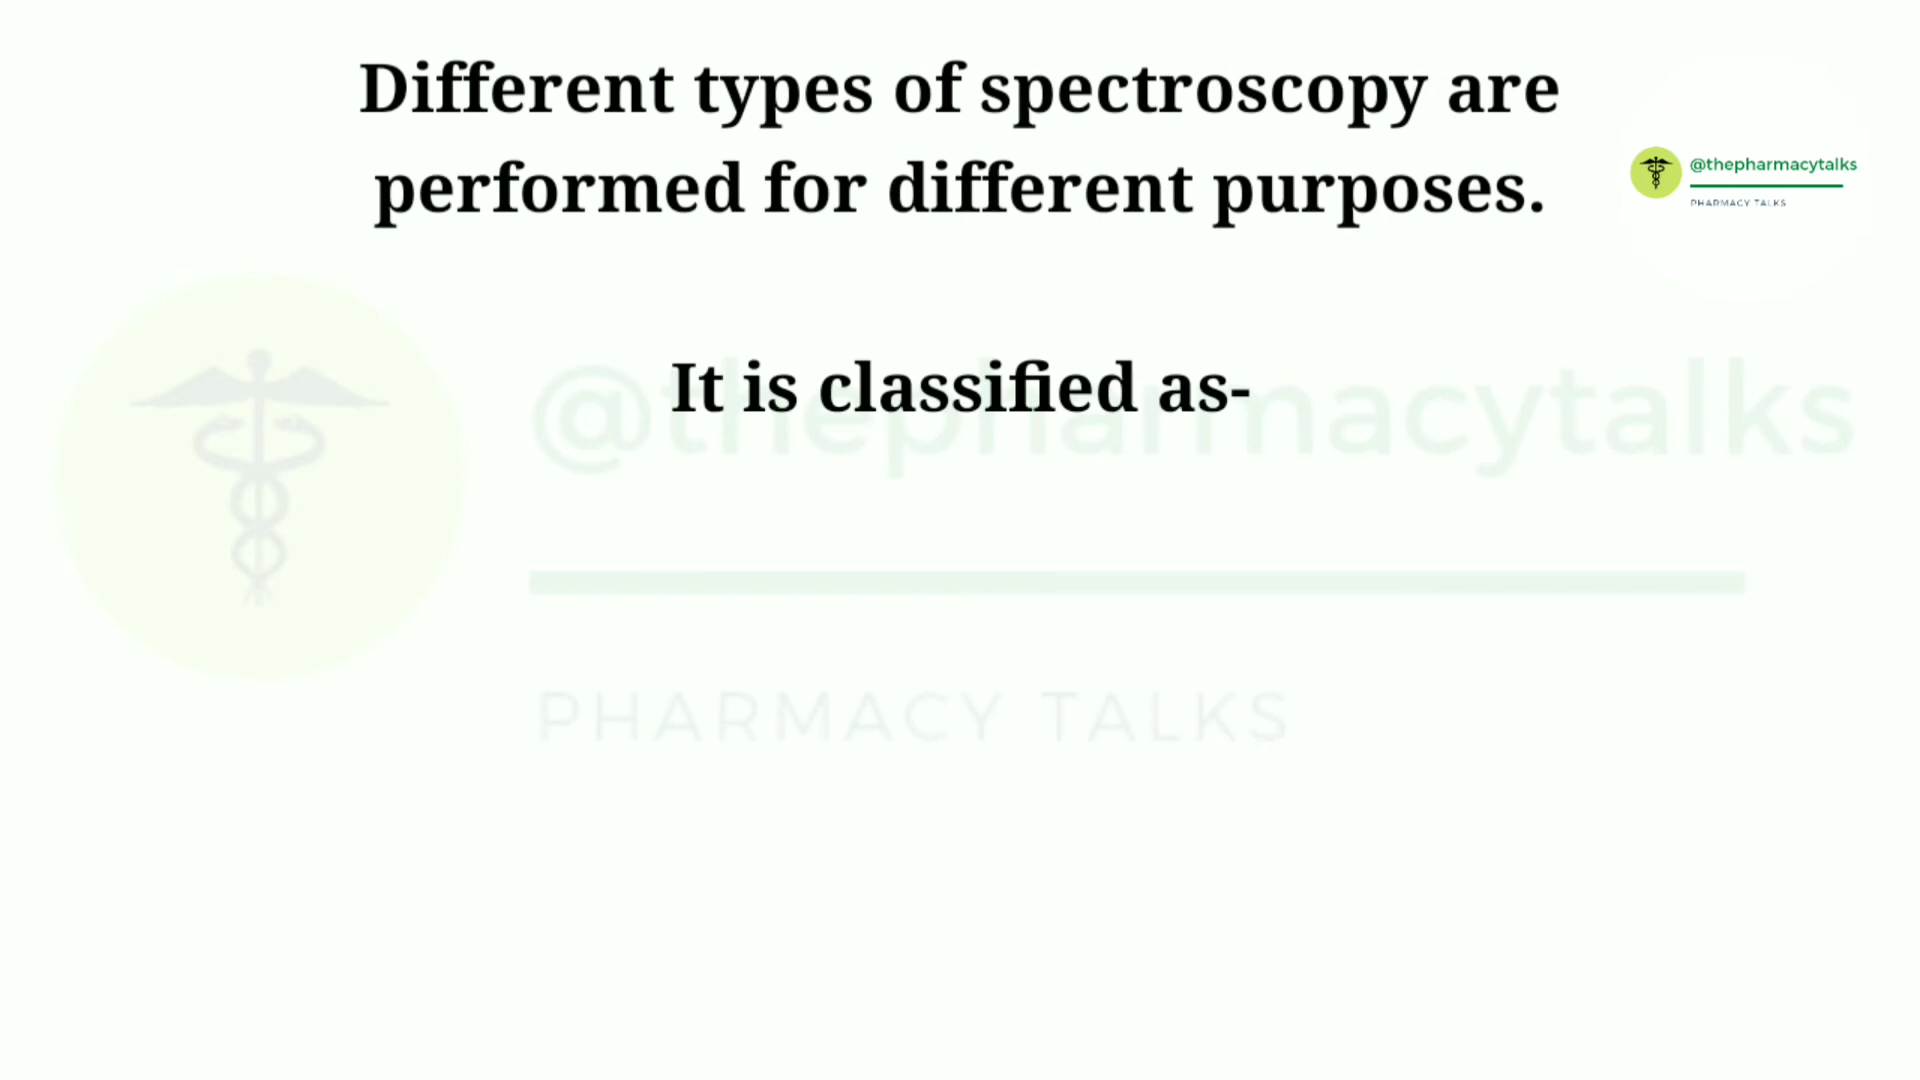 Different types of spectroscopy are
performed for different purposes.
@thepharmacytalks
PHARMACY TALKS
It is classified as-
@thepharmacytalks
PHARMACY TALKS